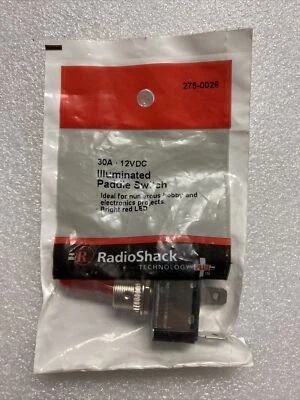 275-0026
30A · 12VDC
Illuminated
Paddle Switch
Ideal for numerous hobby and
electronics projects.
Bright red LED
R RadioShack
TECHNOLOGY PLUS